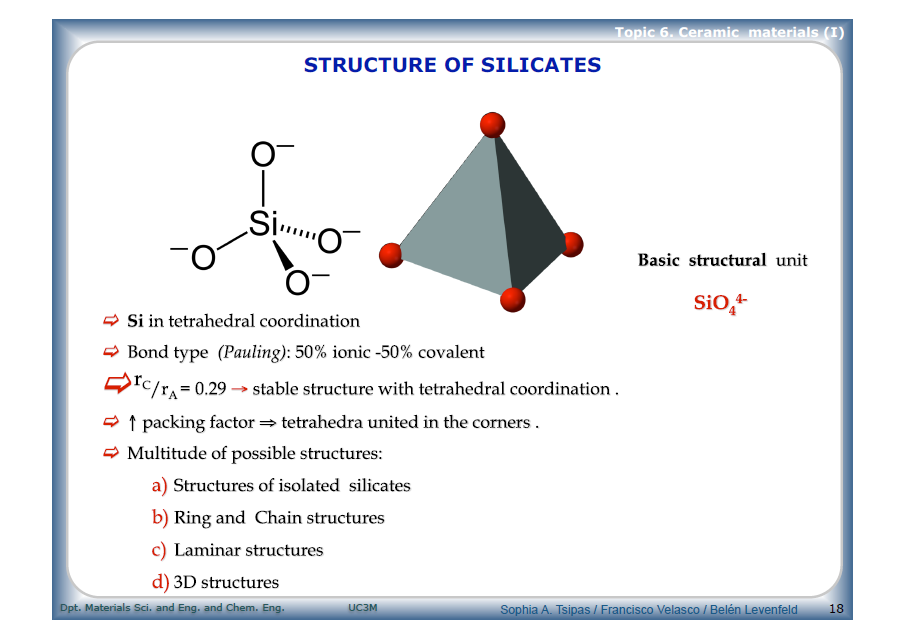 Topic 6. Ceramic materials (I)
STRUCTURE OF SILICATES
O—
Si
—O
O—
O—
Basic structural unit
SiO₄⁴⁻
⇨ Si in tetrahedral coordination
⇨ Bond type (Pauling): 50% ionic -50% covalent
⇨ rC/rA = 0.29 → stable structure with tetrahedral coordination .
⇨ ↑ packing factor ⇒ tetrahedra united in the corners .
⇨ Multitude of possible structures:
a) Structures of isolated silicates
b) Ring and Chain structures
c) Laminar structures
d) 3D structures
Dpt. Materials Sci. and Eng. and Chem. Eng. UC3M Sophia A. Tsipas / Francisco Velasco / Belén Levenfeld 18